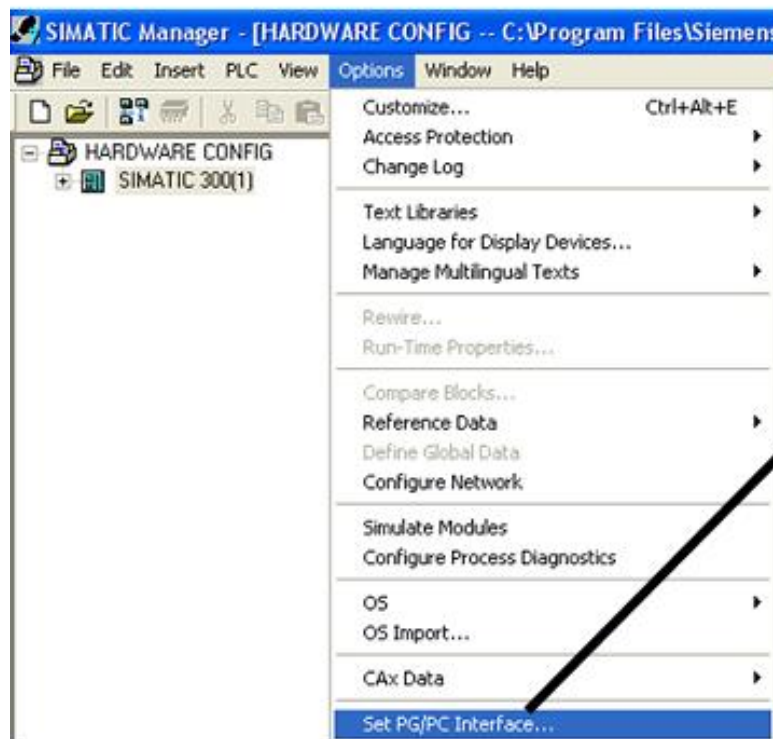 SIMATIC Manager - [HARDWARE CONFIG -- C:\Program Files\Siemens
File Edit Insert PLC View Options Window Help
HARDWARE CONFIG
SIMATIC 300(1)
Customize... Ctrl+Alt+E
Access Protection
Change Log
Text Libraries
Language for Display Devices...
Manage Multilingual Texts
Rewire...
Run-Time Properties...
Compare Blocks...
Reference Data
Define Global Data
Configure Network
Simulate Modules
Configure Process Diagnostics
OS
OS Import...
CAx Data
Set PG/PC Interface...